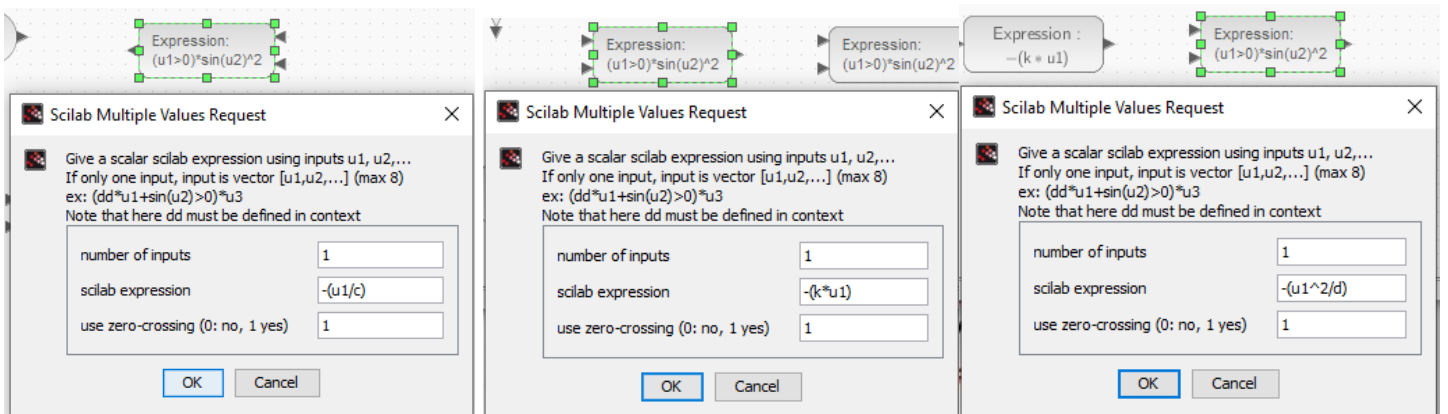 Expression:
(u1>0)*sin(u2)^2
Scilab Multiple Values Request
Give a scalar scilab expression using inputs u1, u2,...
If only one input, input is vector [u1,u2,...] (max 8)
ex: (dd*u1+sin(u2)>0)*u3
Note that here dd must be defined in context
number of inputs
1
scilab expression
-(u1/c)
use zero-crossing (0: no, 1 yes)
1
OK
Cancel
Expression:
(u1>0)*sin(u2)^2
Expression:
(u1>0)*sin(u2)^2
Scilab Multiple Values Request
Give a scalar scilab expression using inputs u1, u2,...
If only one input, input is vector [u1,u2,...] (max 8)
ex: (dd*u1+sin(u2)>0)*u3
Note that here dd must be defined in context
number of inputs
1
scilab expression
-(k*u1)
use zero-crossing (0: no, 1 yes)
1
OK
Cancel
Expression :
−(k * u1)
Expression:
(u1>0)*sin(u2)^2
Scilab Multiple Values Request
Give a scalar scilab expression using inputs u1, u2,...
If only one input, input is vector [u1,u2,...] (max 8)
ex: (dd*u1+sin(u2)>0)*u3
Note that here dd must be defined in context
number of inputs
1
scilab expression
-(u1^2/d)
use zero-crossing (0: no, 1 yes)
1
OK
Cancel